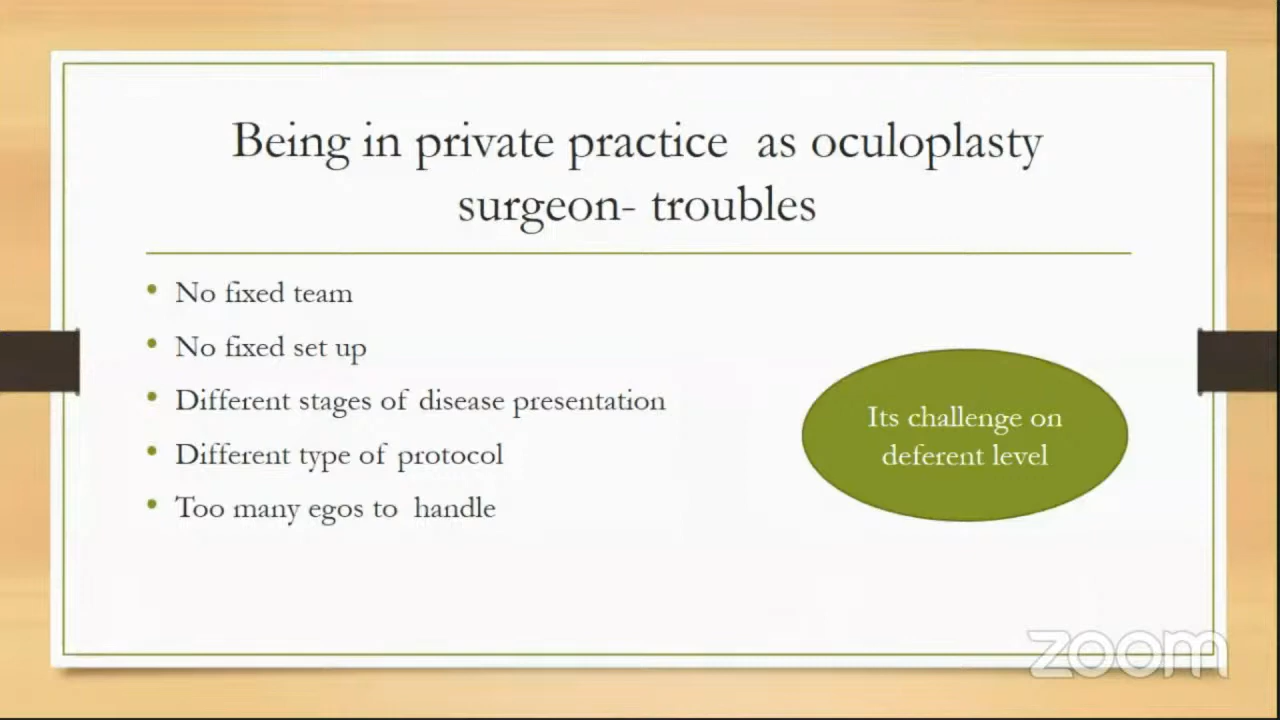 Being in private practice as oculoplasty
surgeon- troubles
No fixed team
No fixed set up
Different stages of disease presentation
Different type of protocol
Too many egos to handle
Its challenge on
deferent level
zoom